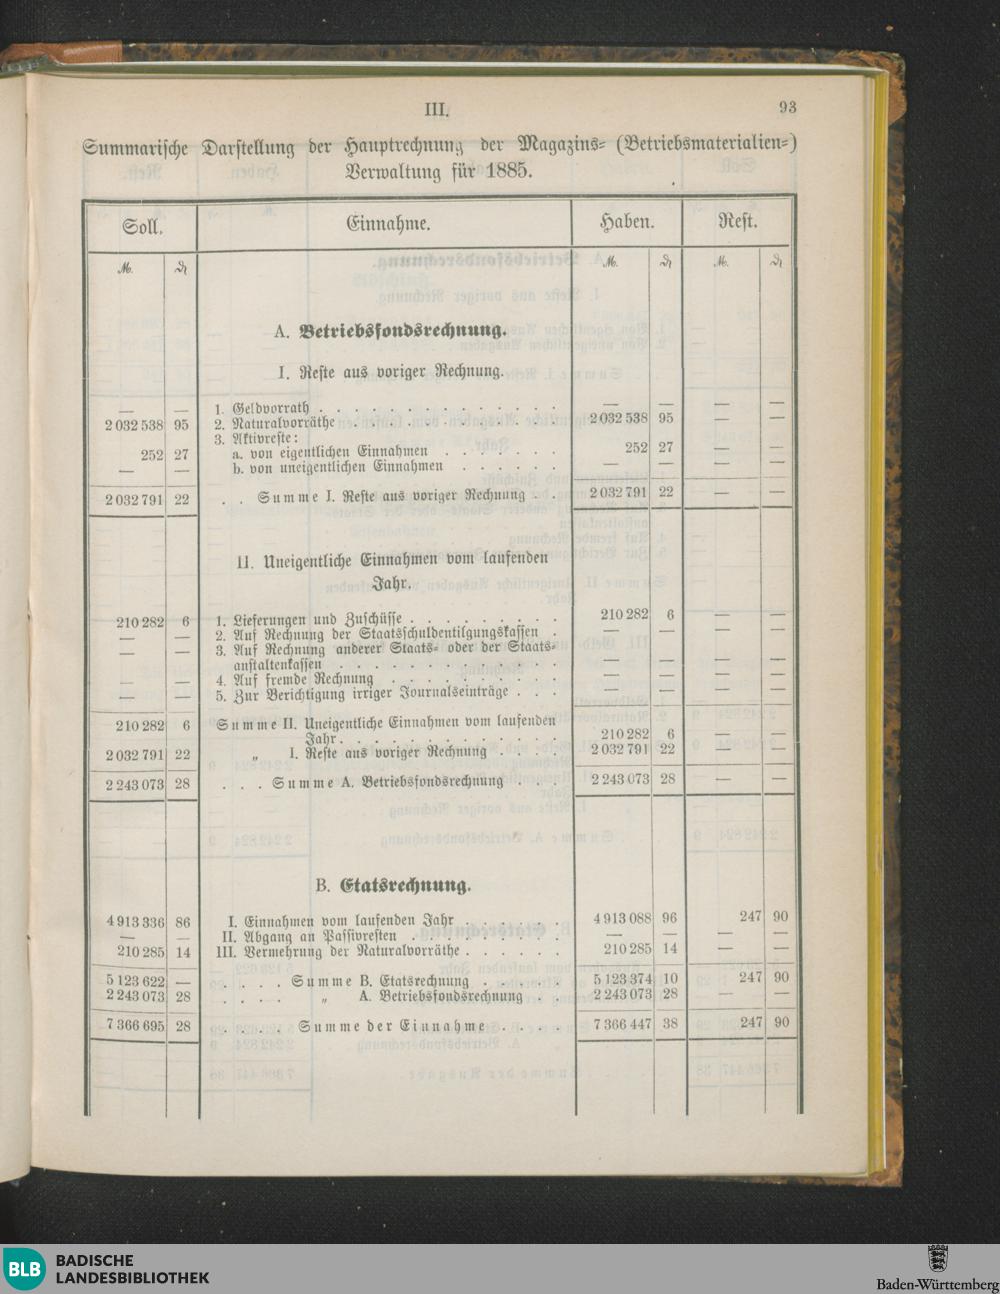 III. 93
Summarische Darstellung der Hauptrechnung der Magazins- (Betriebsmaterialien-)
Verwaltung für 1885.
Soll. Einnahme. Haben. Rest.
M. ₰ M. ₰ M. ₰
A. Betriebsfondsrechnung.
I. Reste aus voriger Rechnung.
— — 1. Geldvorrath . . . . . . . . . . . . . — — — —
2 032 538 95 2. Naturalvorräthe . . . . . . . . . . . . 2 032 538 95 — —
3. Aktivreste:
252 27 a. von eigentlichen Einnahmen . . . . . . . 252 27 — —
— — b. von uneigentlichen Einnahmen . . . . . . — — — —
2 032 791 22 . . Summe I. Reste aus voriger Rechnung . . 2 032 791 22 — —
II. Uneigentliche Einnahmen vom laufenden
Jahr.
210 282 6 1. Lieferungen und Zuschüsse . . . . . . . . 210 282 6 — —
— — 2. Auf Rechnung der Staatsschuldentilgungskassen . — — — —
— — 3. Auf Rechnung anderer Staats- oder der Staats-
anstaltenkassen . . . . . . . . . . . . — — — —
— — 4. Auf fremde Rechnung . . . . . . . . . — — — —
— — 5. Zur Berichtigung irriger Journalseinträge . . . — — — —
210 282 6 Summe II. Uneigentliche Einnahmen vom laufenden
Jahr . . . . . . . . . . . . 210 282 6 — —
2 032 791 22 „ I. Reste aus voriger Rechnung . . . . 2 032 791 22 — —
2 243 073 28 . . . Summe A. Betriebsfondsrechnung . . . 2 243 073 28 — —
B. Etatsrechnung.
4 913 336 86 I. Einnahmen vom laufenden Jahr . . . . . . 4 913 088 96 247 90
— — II. Abgang an Passivresten . . . . . . . . — — — —
210 285 14 III. Vermehrung der Naturalvorräthe . . . . . . 210 285 14 — —
5 123 622 — . . . . Summe B. Etatsrechnung . . . . 5 123 374 10 247 90
2 243 073 28 . . . . „ A. Betriebsfondsrechnung . . 2 243 073 28 — —
7 366 695 28 . . . . Summe der Einnahme . . . . 7 366 447 38 247 90
BLB BADISCHE
LANDESBIBLIOTHEK
Baden-Württemberg